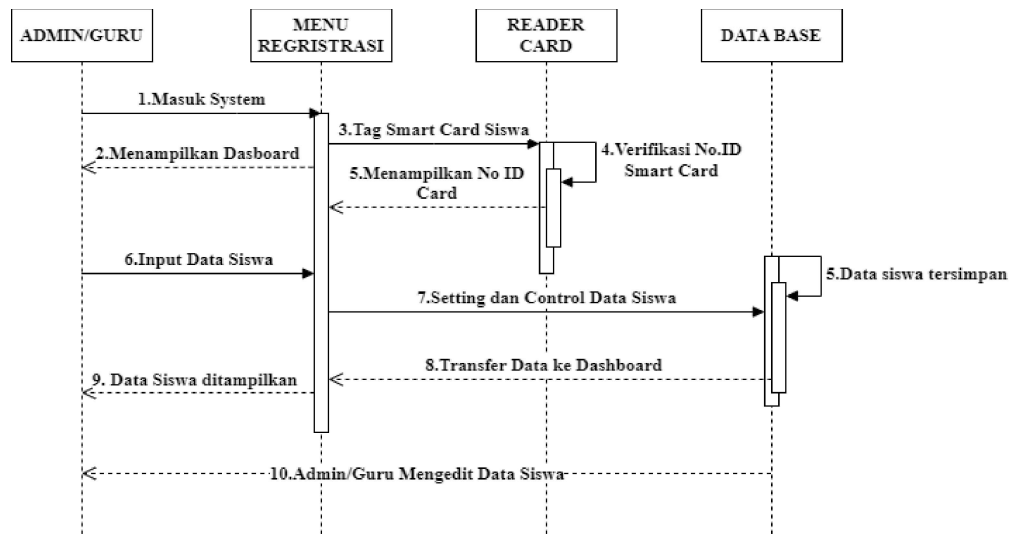 ADMIN/GURU
MENU
REGRISTRASI
READER
CARD
DATA BASE
1.Masuk System
2.Menampilkan Dasboard
3.Tag Smart Card Siswa
4.Verifikasi No.ID
Smart Card
5.Menampilkan No ID
Card
6.Input Data Siswa
5.Data siswa tersimpan
7.Setting dan Control Data Siswa
8.Transfer Data ke Dashboard
9. Data Siswa ditampilkan
10.Admin/Guru Mengedit Data Siswa